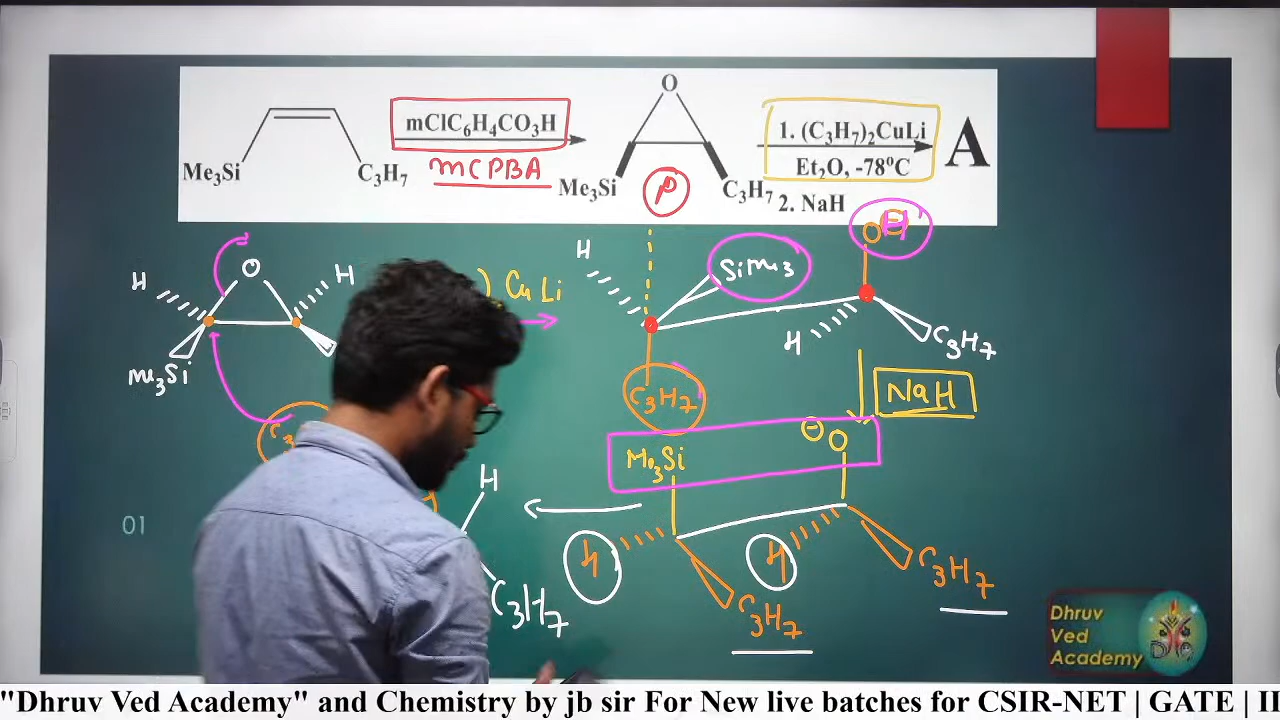 O
mClC₆H₄CO₃H
1. (C₃H₇)₂CuLi
Et₂O, -78⁰C
2. NaH
A
Me₃Si
C₃H₇
MCPBA
Me₃Si
C₃H₇
P
H
O
H
) CuLi
H
SiMe₃
O
H
C₃H₇
Me₃Si
C₃H₇
NaH
Me₃Si
⊖O
H
H
H
C₃H₇
C₃H₇
C₃H₇
01
Dhruv
Ved
Academy
"Dhruv Ved Academy" and Chemistry by jb sir For New live batches for CSIR-NET | GATE |